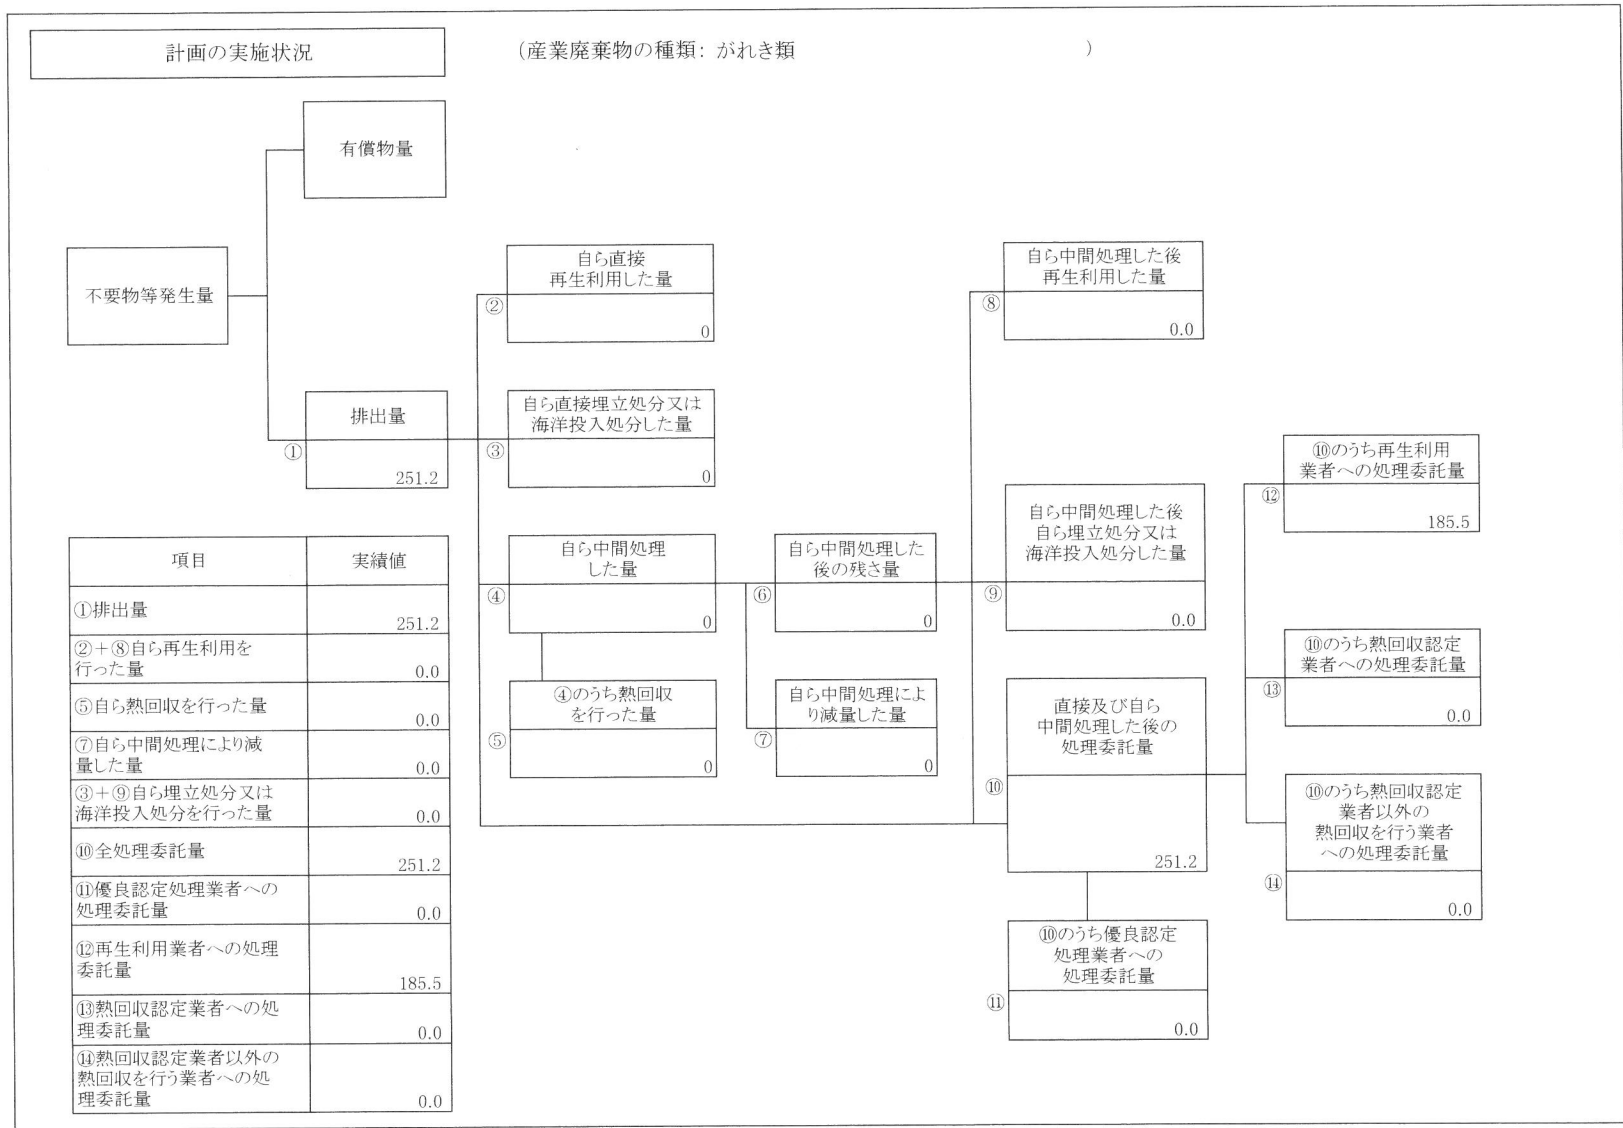 計画の実施状況
(産業廃棄物の種類: がれき類 )
有償物量
不要物等発生量
排出量
①
251.2
自ら直接
再生利用した量
②
0
自ら直接埋立処分又は
海洋投入処分した量
③
0
自ら中間処理
した量
④
0
④のうち熱回収
を行った量
⑤
0
自ら中間処理した
後の残さ量
⑥
0
自ら中間処理によ
り減量した量
⑦
0
自ら中間処理した後
再生利用した量
⑧
0.0
自ら中間処理した後
自ら埋立処分又は
海洋投入処分した量
⑨
0.0
直接及び自ら
中間処理した後の
処理委託量
⑩
251.2
⑩のうち優良認定
処理業者への
処理委託量
⑪
0.0
⑩のうち再生利用
業者への処理委託量
⑫
185.5
⑩のうち熱回収認定
業者への処理委託量
⑬
0.0
⑩のうち熱回収認定
業者以外の
熱回収を行う業者
への処理委託量
⑭
0.0
項目 実績値
①排出量
251.2
②+⑧自ら再生利用を
行った量
0.0
⑤自ら熱回収を行った量
0.0
⑦自ら中間処理により減
量した量
0.0
③+⑨自ら埋立処分又は
海洋投入処分を行った量
0.0
⑩全処理委託量
251.2
⑪優良認定処理業者への
処理委託量
0.0
⑫再生利用業者への処理
委託量
185.5
⑬熱回収認定業者への処
理委託量
0.0
⑭熱回収認定業者以外の
熱回収を行う業者への処
理委託量
0.0